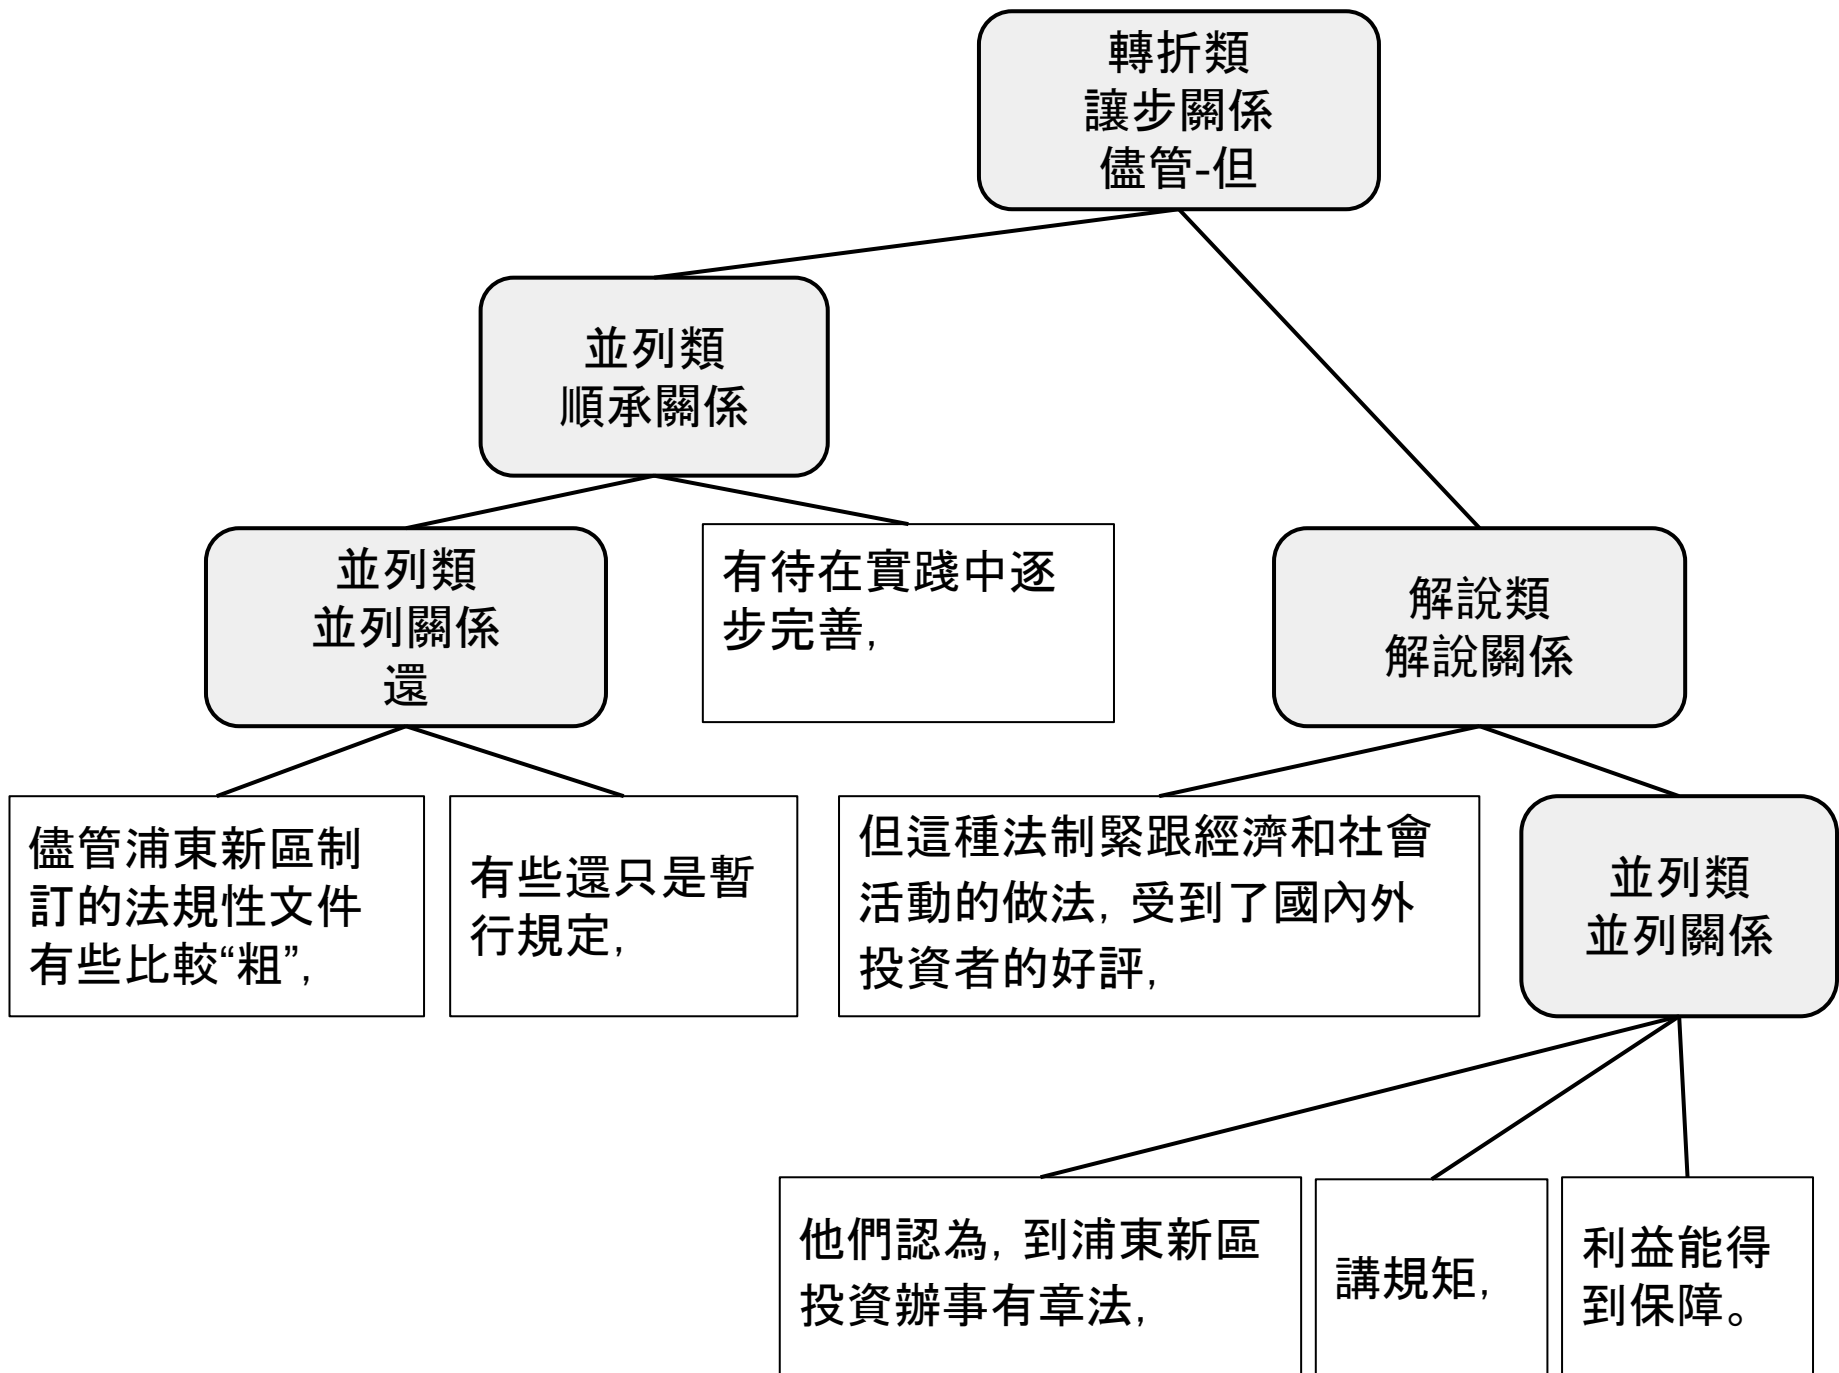 轉折類
讓步關係
儘管-但
並列類
順承關係
並列類
並列關係
還
有待在實踐中逐
步完善,
解說類
解說關係
儘管浦東新區制
訂的法規性文件
有些比較“粗”,
有些還只是暫
行規定,
但這種法制緊跟經濟和社會
活動的做法, 受到了國內外
投資者的好評,
並列類
並列關係
他們認為, 到浦東新區
投資辦事有章法,
講規矩,
利益能得
到保障。